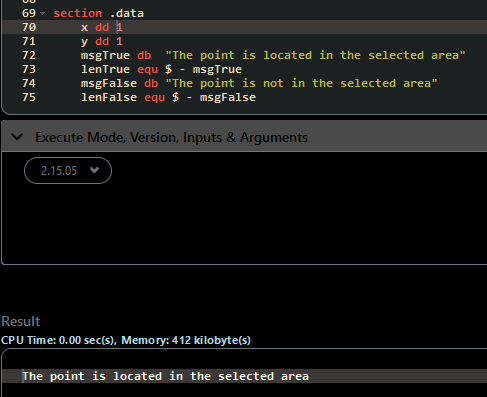 69 section .data
70 x dd 1
71 y dd 1
72 msgTrue db "The point is located in the selected area"
73 lenTrue equ $ - msgTrue
74 msgFalse db "The point is not in the selected area"
75 lenFalse equ $ - msgFalse
Execute Mode, Version, Inputs & Arguments
2.15.05
Result
CPU Time: 0.00 sec(s), Memory: 412 kilobyte(s)
The point is located in the selected area